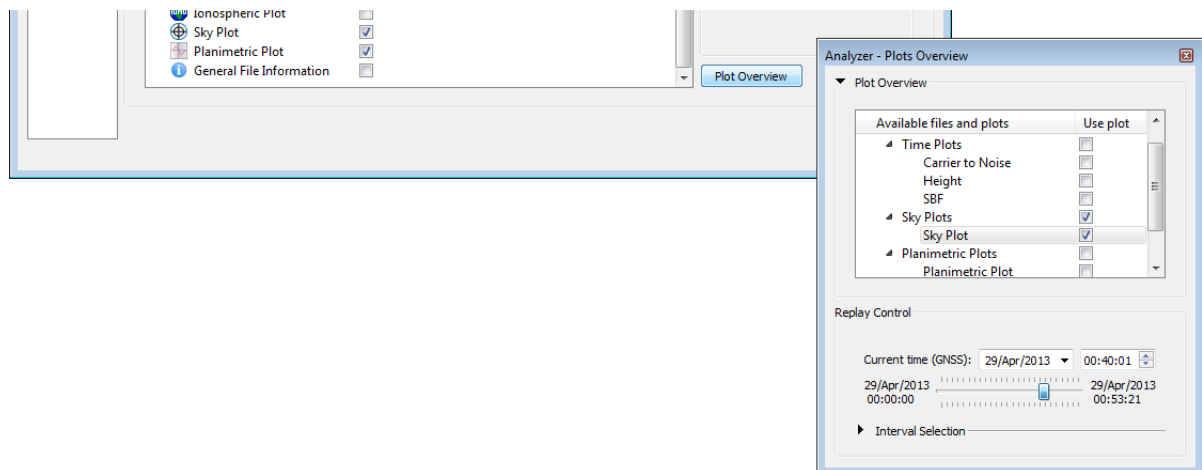 Ionospheric Plot
Sky Plot
Planimetric Plot
General File Information
Plot Overview
Analyzer - Plots Overview
Plot Overview
Available files and plots Use plot
Time Plots
Carrier to Noise
Height
SBF
Sky Plots
Sky Plot
Planimetric Plots
Planimetric Plot
Replay Control
Current time (GNSS): 29/Apr/2013 00:40:01
29/Apr/2013 29/Apr/2013
00:00:00 00:53:21
Interval Selection